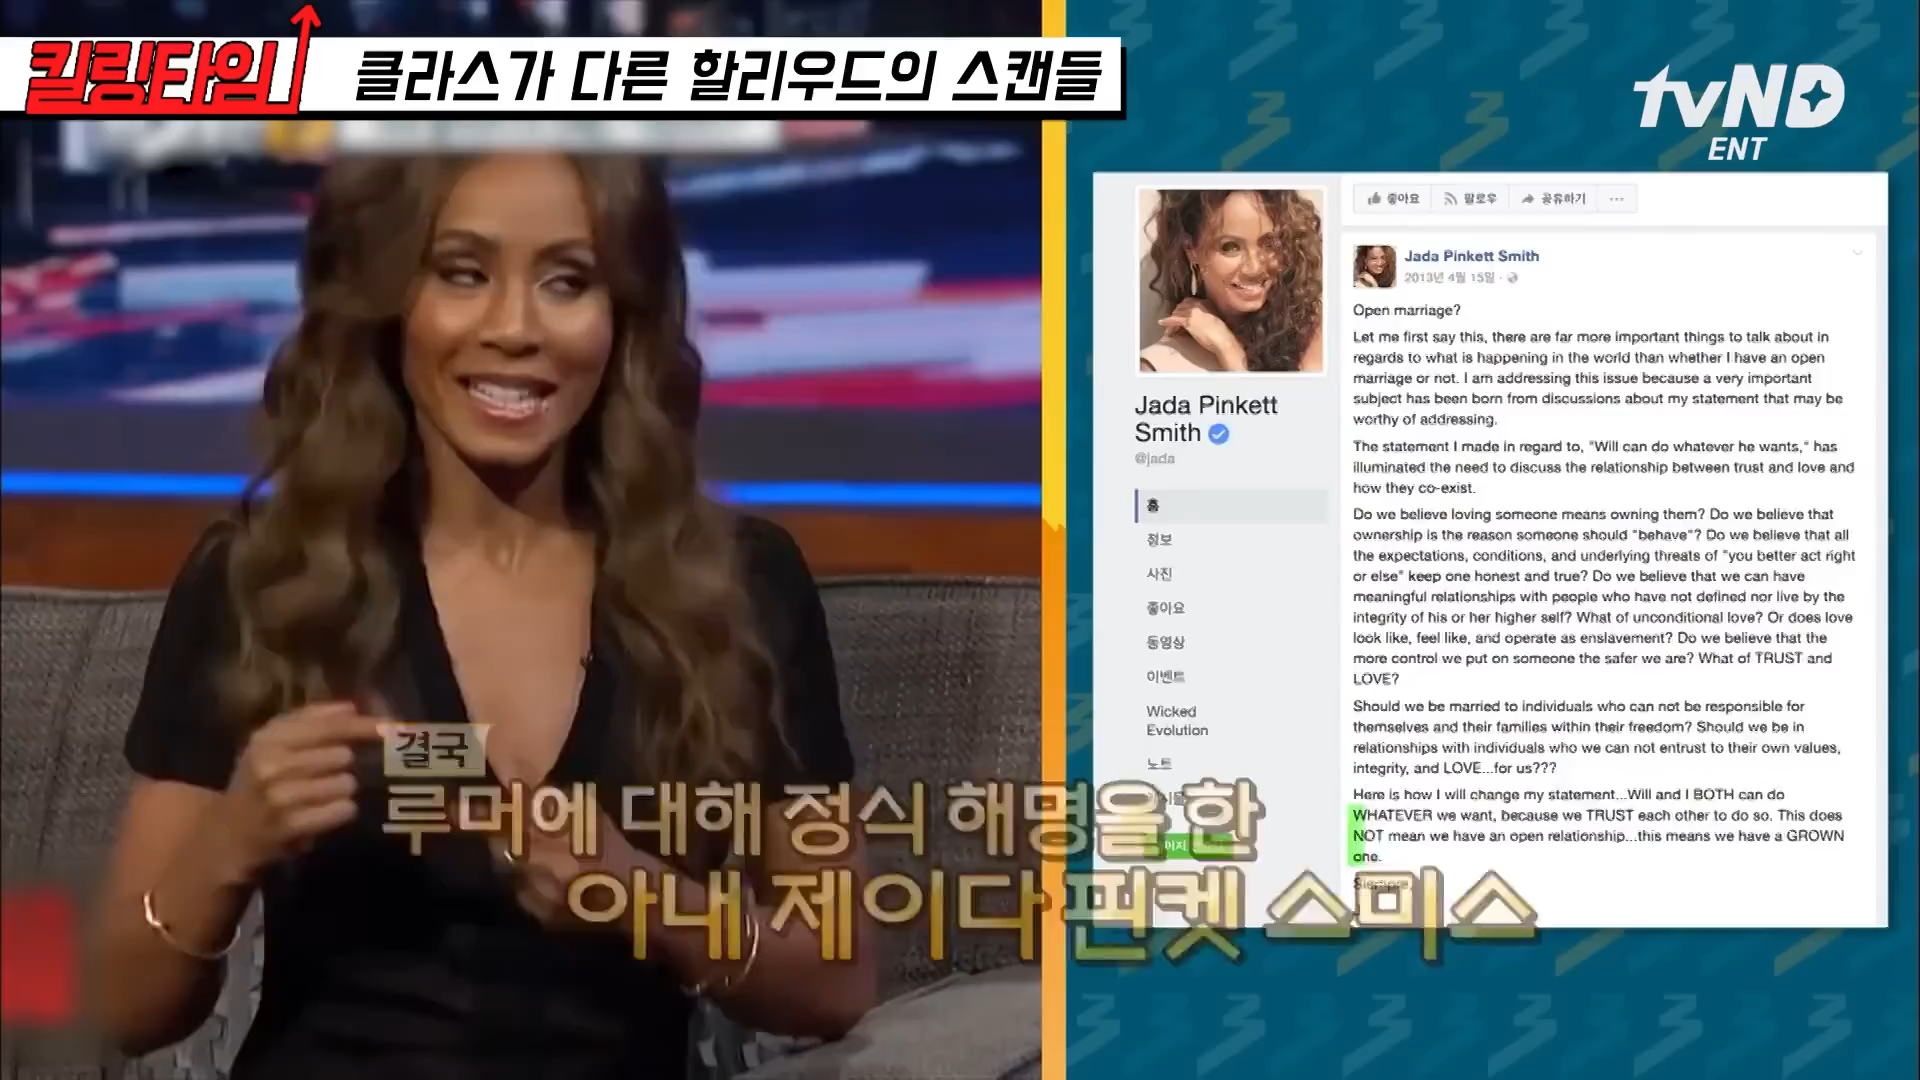 킬링타임
클라스가 다른 할리우드의 스캔들
tvND
ENT
좋아요 팔로우 공유하기 ...
Jada Pinkett Smith
2013년 4월 15일 ·
Open marriage?
Let me first say this, there are far more important things to talk about in
regards to what is happening in the world than whether I have an open
marriage or not. I am addressing this issue because a very important
subject has been born from discussions about my statement that may be
worthy of addressing.
The statement I made in regard to, "Will can do whatever he wants," has
illuminated the need to discuss the relationship between trust and love and
how they co-exist.
Do we believe loving someone means owning them? Do we believe that
ownership is the reason someone should "behave"? Do we believe that all
the expectations, conditions, and underlying threats of "you better act right
or else" keep one honest and true? Do we believe that we can have
meaningful relationships with people who have not defined nor live by the
integrity of his or her higher self? What of unconditional love? Or does love
look like, feel like, and operate as enslavement? Do we believe that the
more control we put on someone the safer we are? What of TRUST and
LOVE?
Should we be married to individuals who can not be responsible for
themselves and their families within their freedom? Should we be in
relationships with individuals who we can not entrust to their own values,
integrity, and LOVE...for us???
Here is how I will change my statement...Will and I BOTH can do
WHATEVER we want, because we TRUST each other to do so. This does
NOT mean we have an open relationship...this means we have a GROWN
one.
Siempre,
Jada Pinkett
Smith
@jada
홈
정보
사진
좋아요
동영상
이벤트
Wicked
Evolution
노트
결국
루머에 대해 정식 해명을 한
아내 제이다 핀켓 스미스